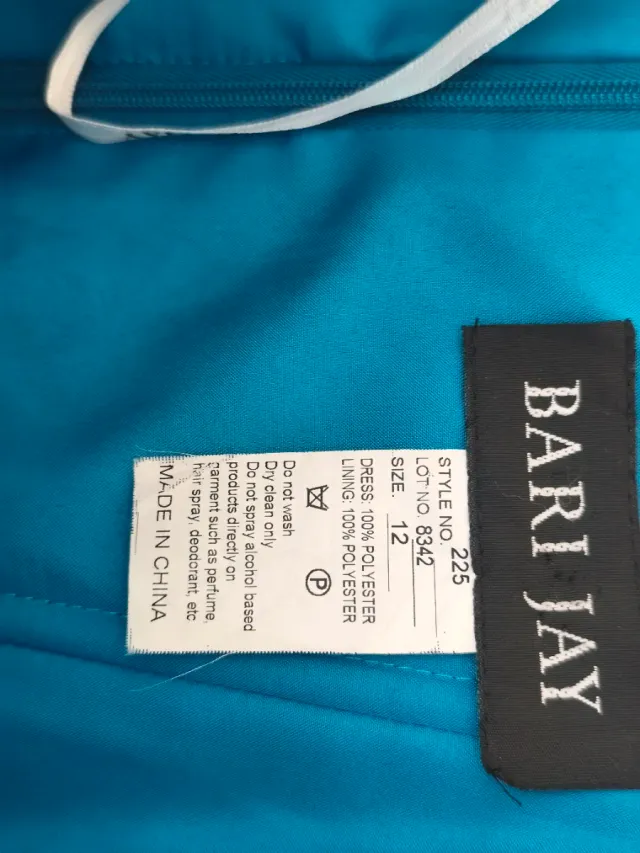 BARI JAY
STYLE NO. 225
LOT NO. 8342
SIZE. 12
DRESS: 100% POLYESTER
LINING: 100% POLYESTER
P
Do not wash
Dry clean only
Do not spray alcohol based
products directly on
garment such as perfume,
hair spray, deodorant, etc
MADE IN CHINA